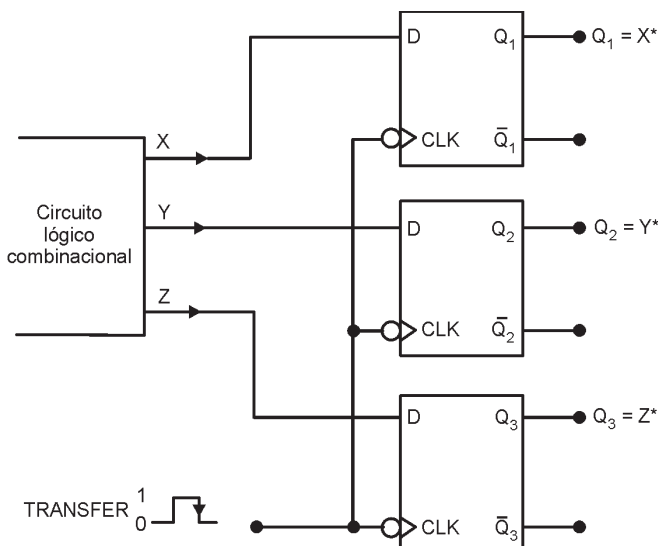 D
Q₁
Q₁ = X*
X
CLK
Q̄₁
Circuito
lógico
combinacional
Y
D
Q₂
Q₂ = Y*
Z
CLK
Q̄₂
D
Q₃
Q₃ = Z*
TRANSFER
1
0
CLK
Q̄₃